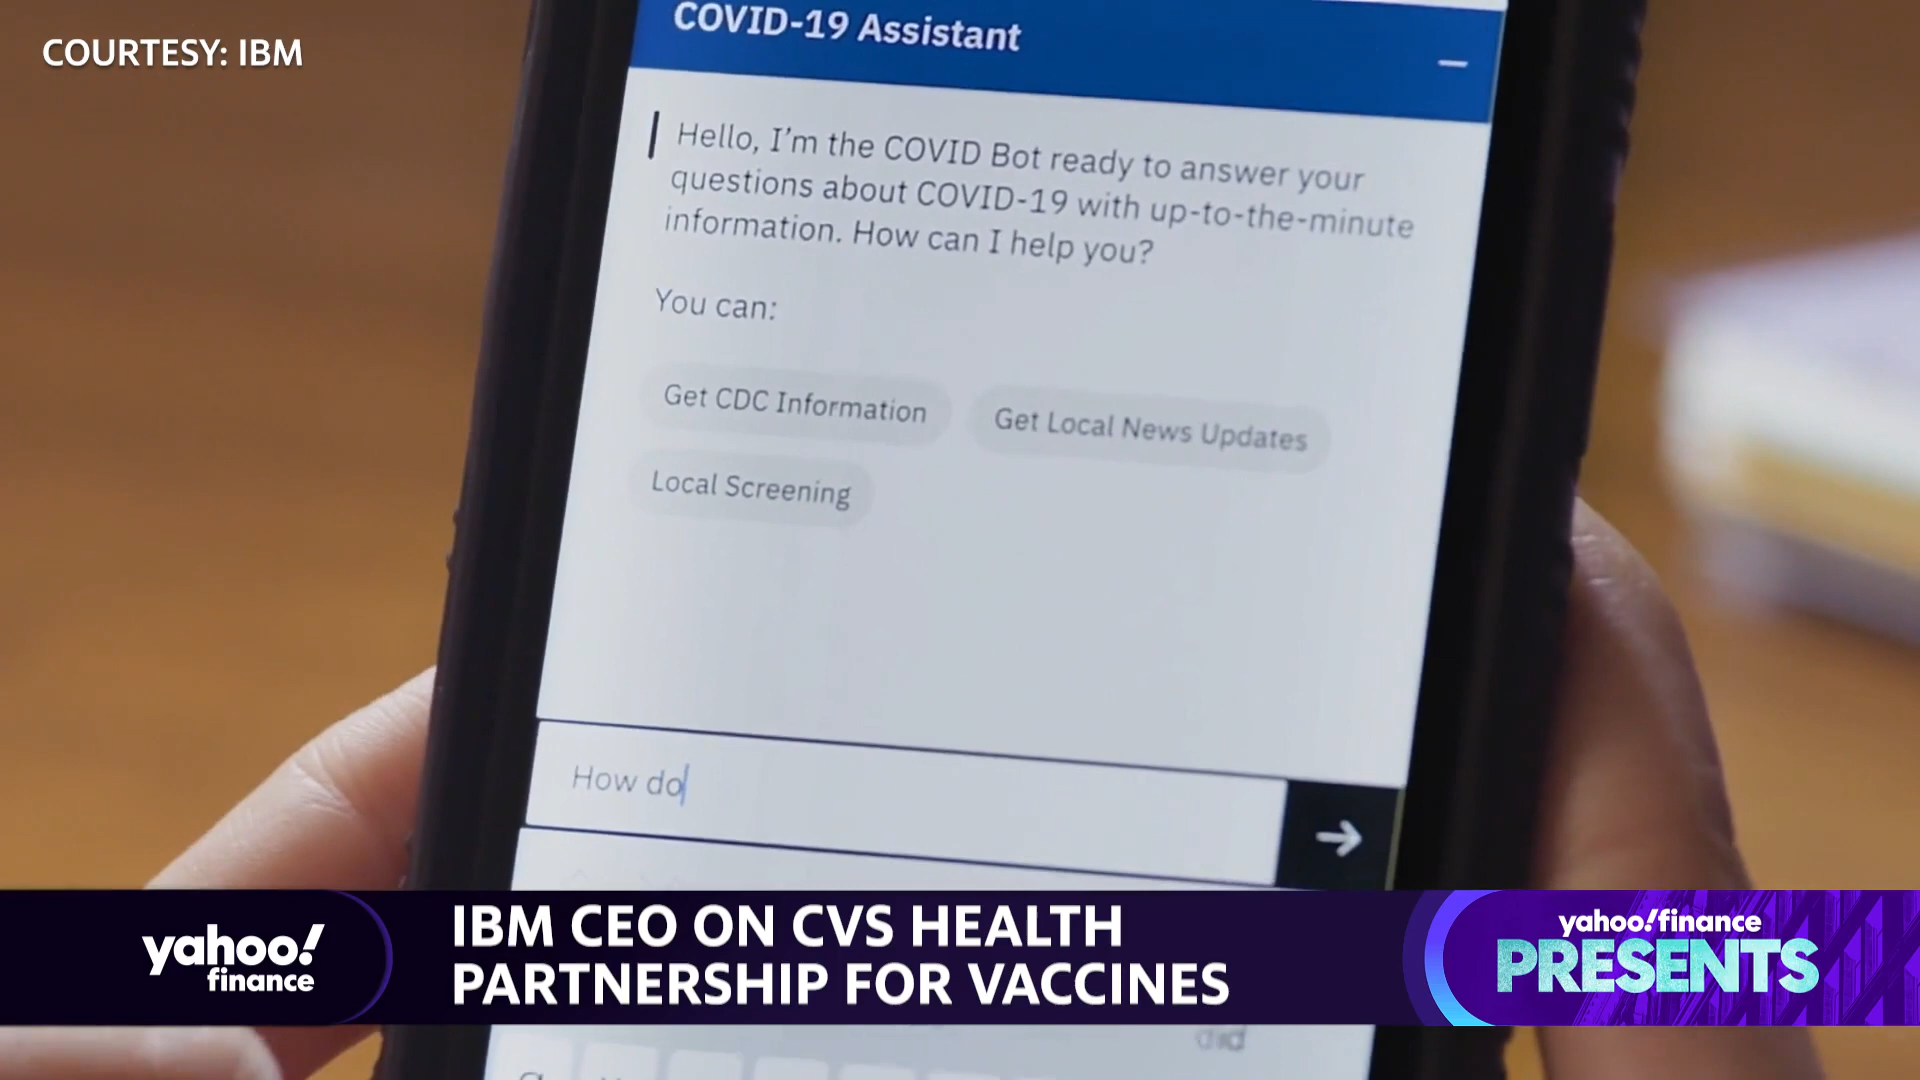 COURTESY: IBM
COVID-19 Assistant
Hello, I'm the COVID Bot ready to answer your
questions about COVID-19 with up-to-the-minute
information. How can I help you?
You can:
Get CDC Information
Get Local News Updates
Local Screening
How do
yahoo!
finance
IBM CEO ON CVS HEALTH
PARTNERSHIP FOR VACCINES
yahoo!finance
PRESENTS
did